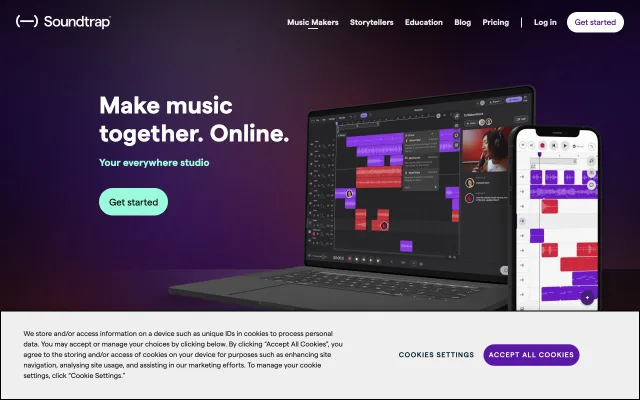 (—) Soundtrap
Music Makers Storytellers Education Blog Pricing Log in Get started
Make music
together. Online.
Your everywhere studio
Get started
We store and/or access information on a device such as unique IDs in cookies to process personal
data. You may accept or manage your choices by clicking below. By clicking "Accept All Cookies", you
agree to the storing and/or access of cookies on your device for purposes such as enhancing site
navigation, analysing site usage, and assisting in our marketing efforts. To manage your cookie
settings, click "Cookie Settings."
COOKIES SETTINGS
ACCEPT ALL COOKIES